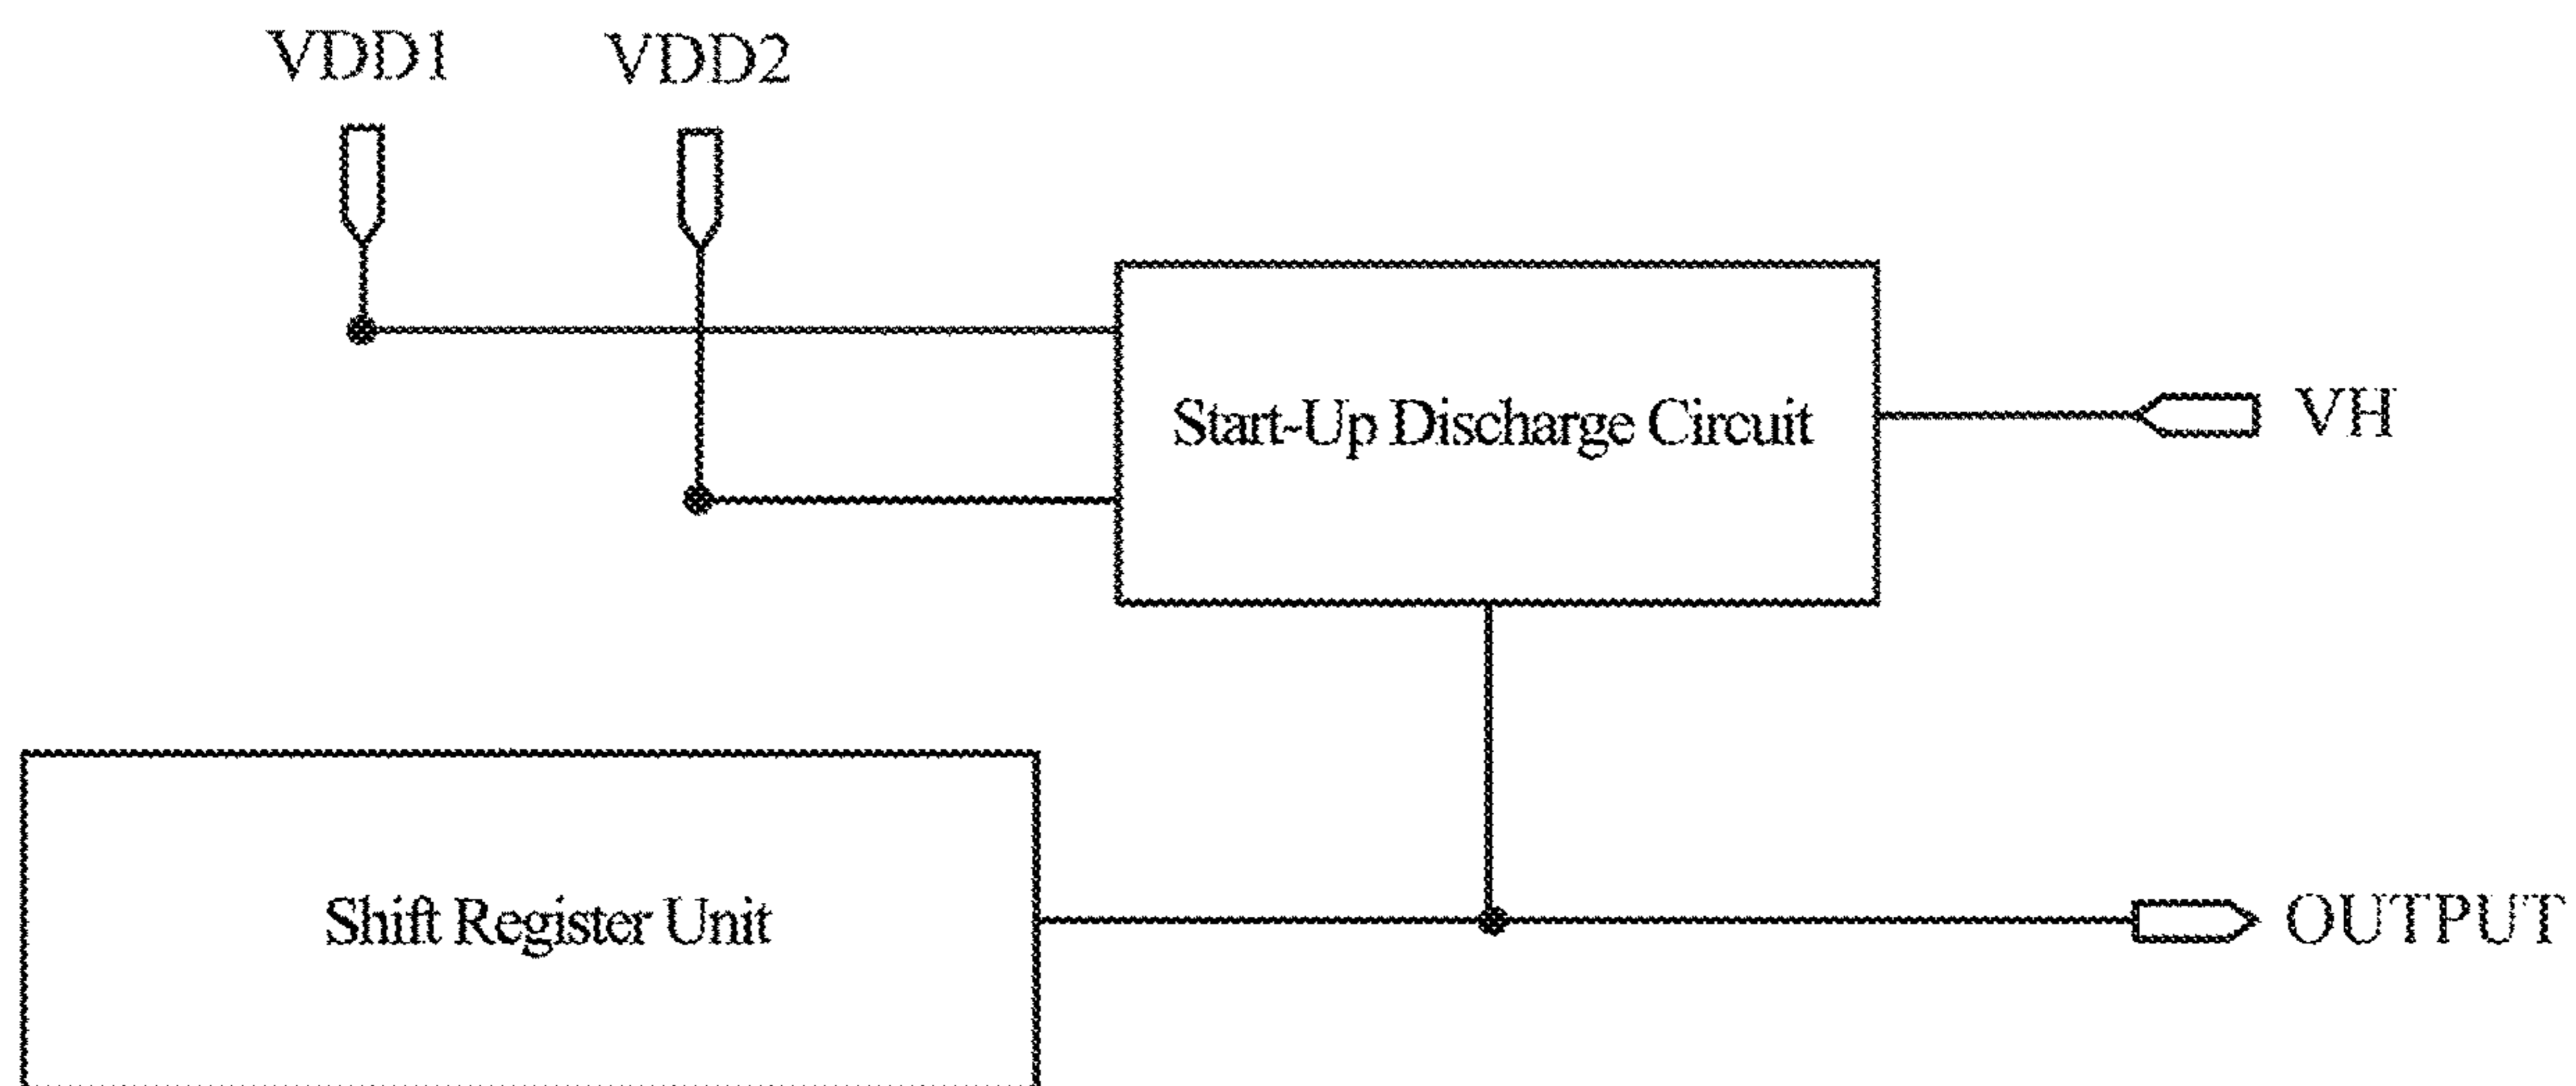 VDD1 VDD2
Start-Up Discharge Circuit
VH
Shift Register Unit
OUTPUT